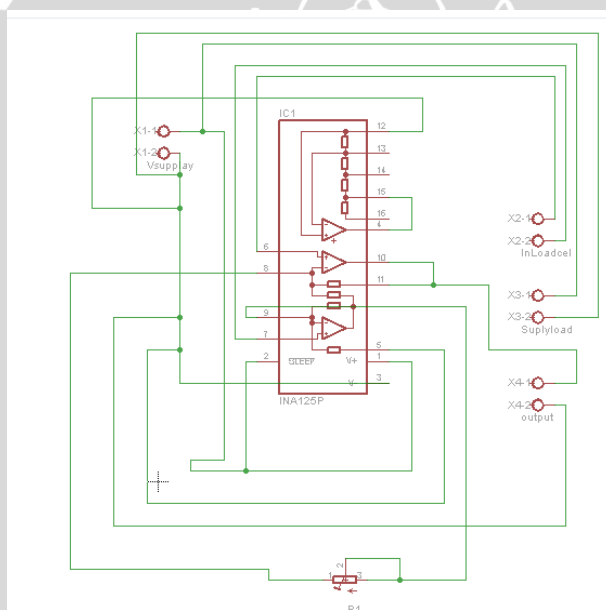 IC1
12
X1-1
13
X1-2
Vsupplay
14
15
16
4
X2-1
X2-2
6
10
InLoadcel
8
11
X3-1
9
X3-2
7
Suplyload
5
2
SLEEP
V+
1
V-
3
X4-1
INA125P
X4-2
output
2
1
3
R1